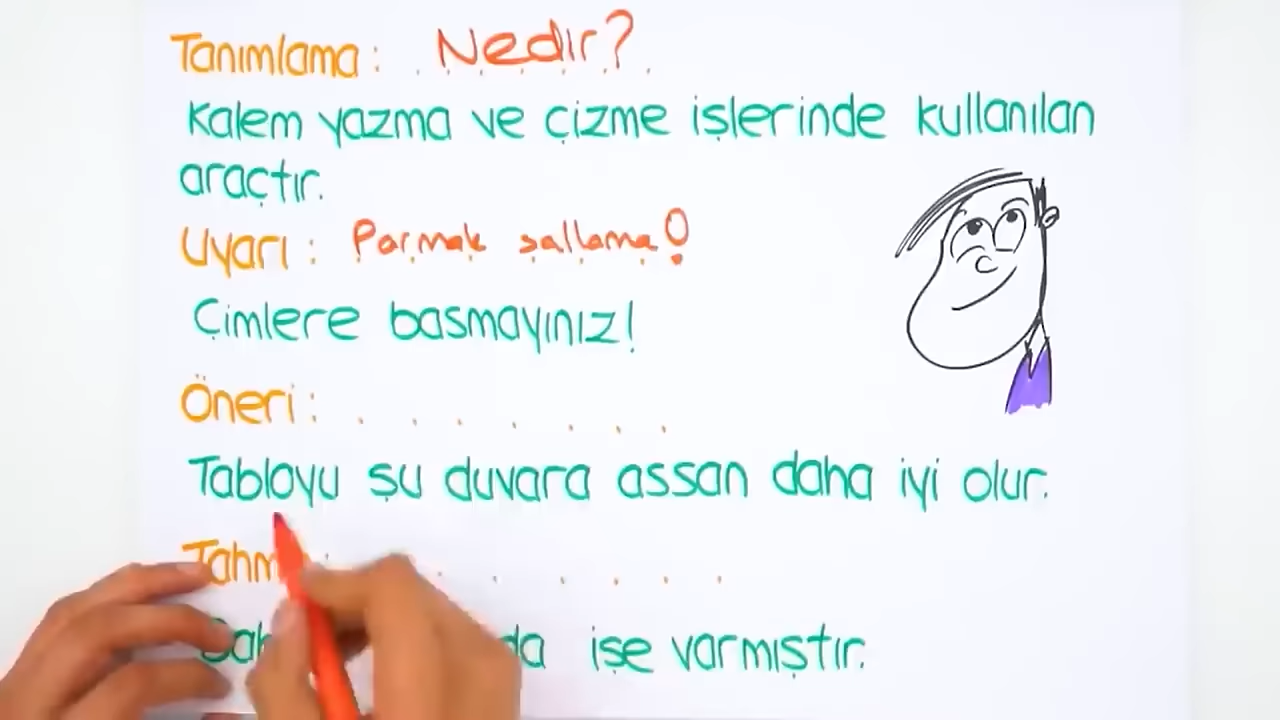 Tanımlama : Nedir?
Kalem yazma ve çizme işlerinde kullanılan
araçtır.
Uyarı : Parmak sallama!
Çimlere basmayınız!
Öneri : . . . . . . .
Tabloyu şu duvara assan daha iyi olur.
işe varmıştır.